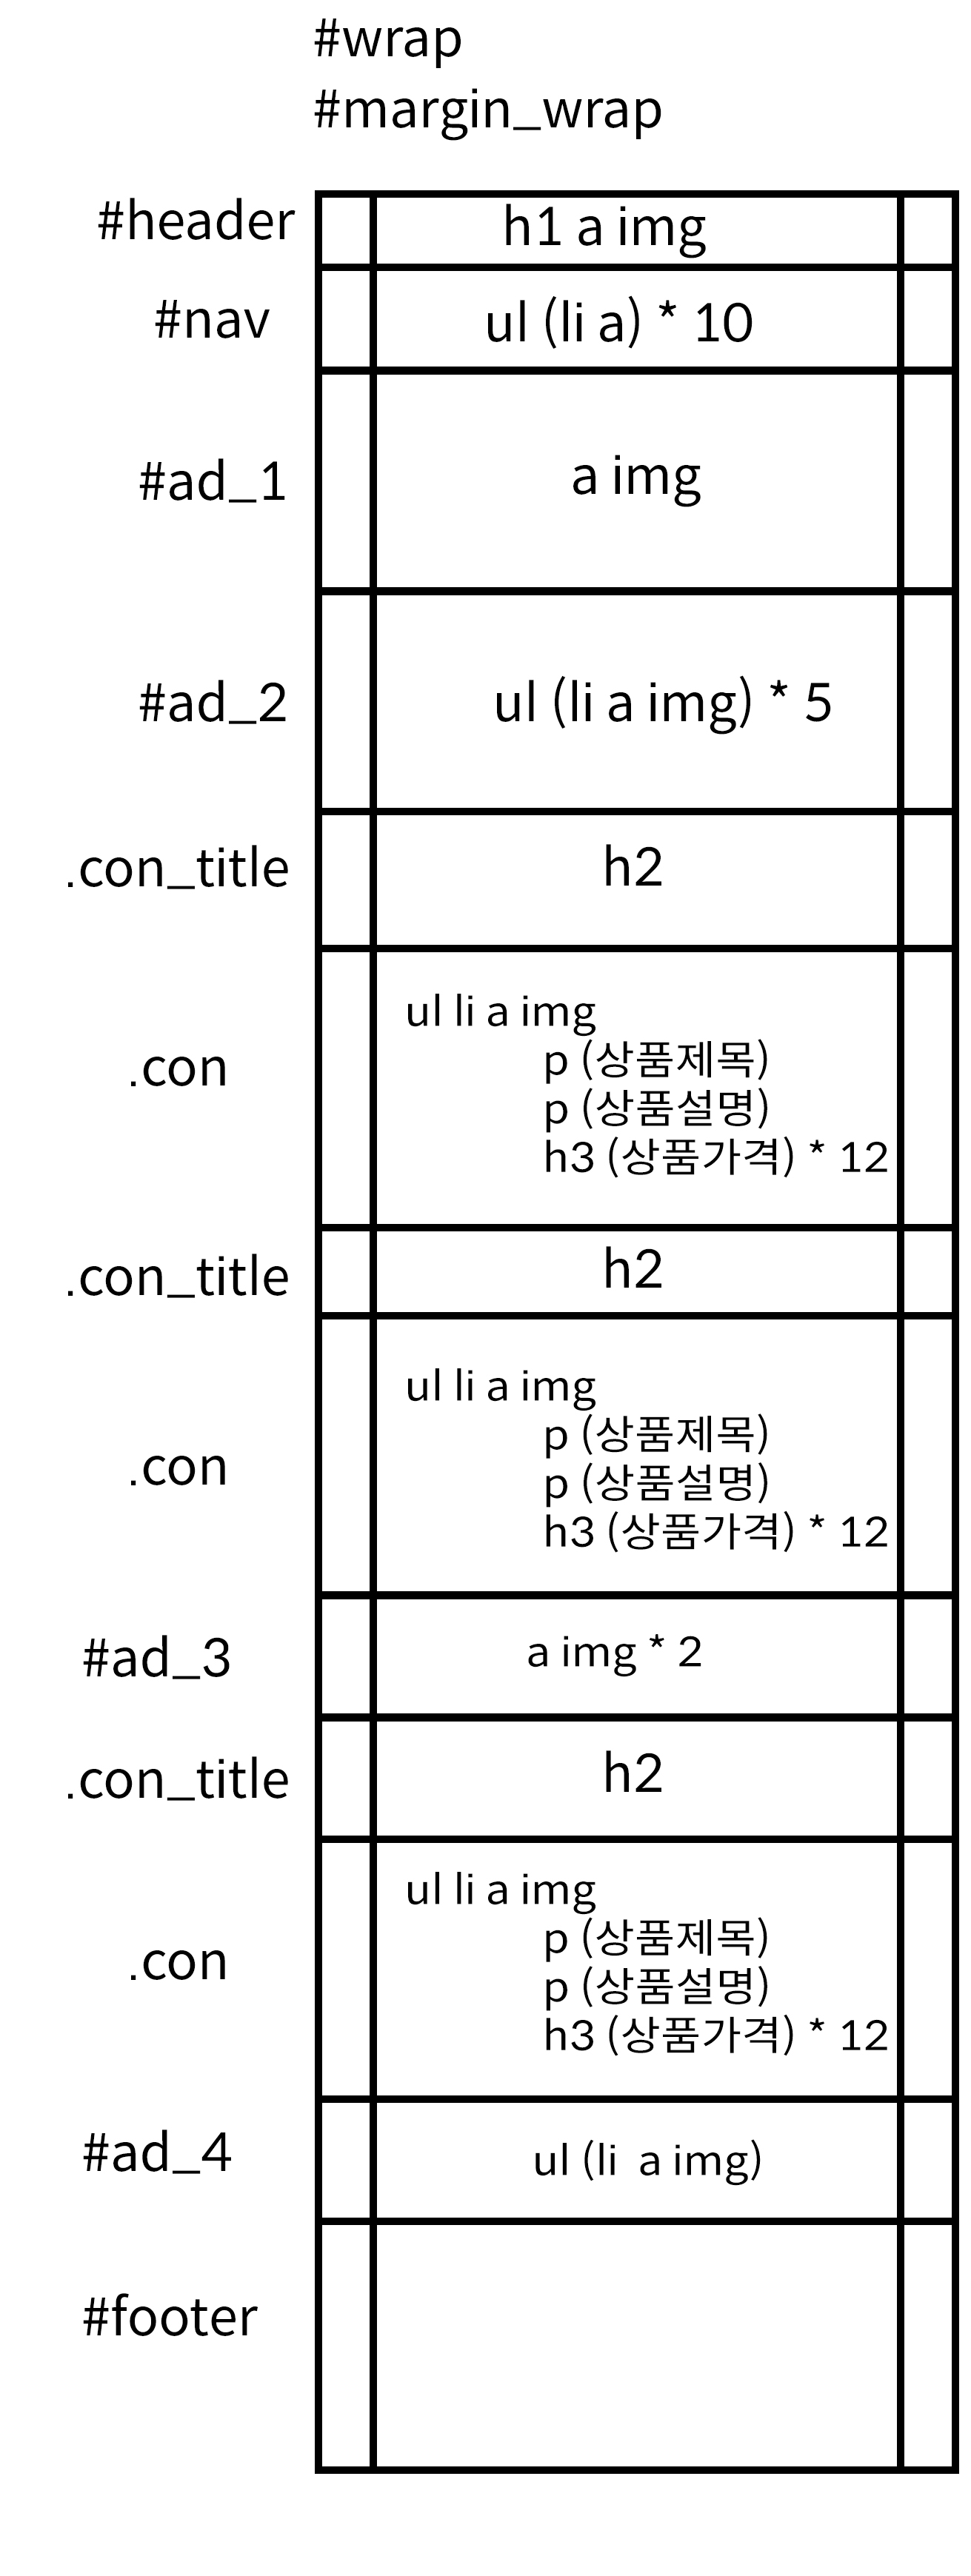 #wrap
#margin_wrap
#header
h1 a img
#nav
ul (li a) * 10
#ad_1
a img
#ad_2
ul (li a img) * 5
.con_title
h2
.con
ul li a img
p (상품제목)
p (상품설명)
h3 (상품가격) * 12
.con_title
h2
.con
ul li a img
p (상품제목)
p (상품설명)
h3 (상품가격) * 12
#ad_3
a img * 2
.con_title
h2
.con
ul li a img
p (상품제목)
p (상품설명)
h3 (상품가격) * 12
#ad_4
ul (li  a img)
#footer